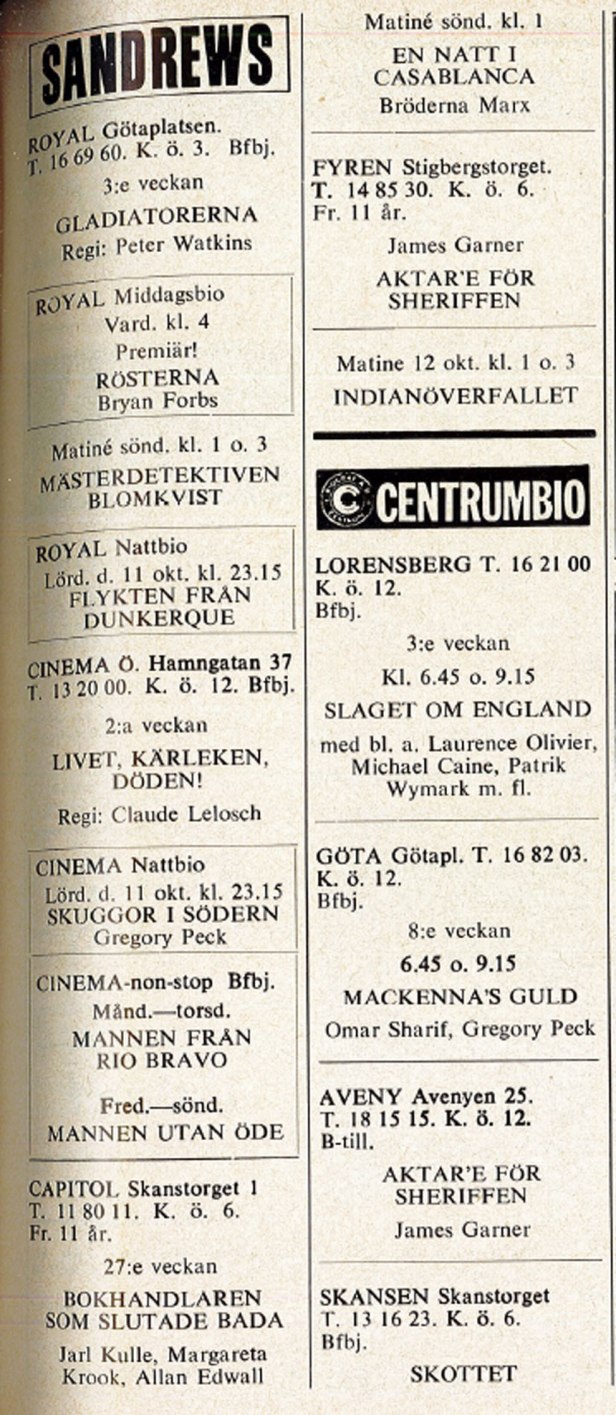 SANDREWS
ROYAL Götaplatsen.
T. 16 69 60. K. ö. 3. Bfbj.
3:e veckan
GLADIATORERNA
Regi: Peter Watkins
ROYAL Middagsbio
Vard. kl. 4
Premiär!
RÖSTERNA
Bryan Forbs
Matiné sönd. kl. 1 o. 3
MÄSTERDETEKTIVEN
BLOMKVIST
ROYAL Nattbio
Lörd. d. 11 okt. kl. 23.15
FLYKTEN FRÅN
DUNKERQUE
CINEMA Ö. Hamngatan 37
T. 13 20 00. K. ö. 12. Bfbj.
2:a veckan
LIVET, KÄRLEKEN,
DÖDEN!
Regi: Claude Lelosch
CINEMA Nattbio
Lörd. d. 11 okt. kl. 23.15
SKUGGOR I SÖDERN
Gregory Peck
CINEMA-non-stop Bfbj.
Månd.—torsd.
MANNEN FRÅN
RIO BRAVO
Fred.—sönd.
MANNEN UTAN ÖDE
CAPITOL Skanstorget 1
T. 11 80 11. K. ö. 6.
Fr. 11 år.
27:e veckan
BOKHANDLAREN
SOM SLUTADE BADA
Jarl Kulle, Margareta
Krook, Allan Edwall
Matiné sönd. kl. 1
EN NATT I
CASABLANCA
Bröderna Marx
FYREN Stigbergstorget.
T. 14 85 30. K. ö. 6.
Fr. 11 år.
James Garner
AKTAR'E FÖR
SHERIFFEN
Matine 12 okt. kl. 1 o. 3
INDIANÖVERFALLET
CENTRUMBIO
LORENSBERG T. 16 21 00
K. ö. 12.
Bfbj.
3:e veckan
Kl. 6.45 o. 9.15
SLAGET OM ENGLAND
med bl. a. Laurence Olivier,
Michael Caine, Patrik
Wymark m. fl.
GÖTA Götapl. T. 16 82 03.
K. ö. 12.
Bfbj.
8:e veckan
6.45 o. 9.15
MACKENNA'S GULD
Omar Sharif, Gregory Peck
AVENY Avenyen 25.
T. 18 15 15. K. ö. 12.
B-till.
AKTAR'E FÖR
SHERIFFEN
James Garner
SKANSEN Skanstorget
T. 13 16 23. K. ö. 6.
Bfbj.
SKOTTET